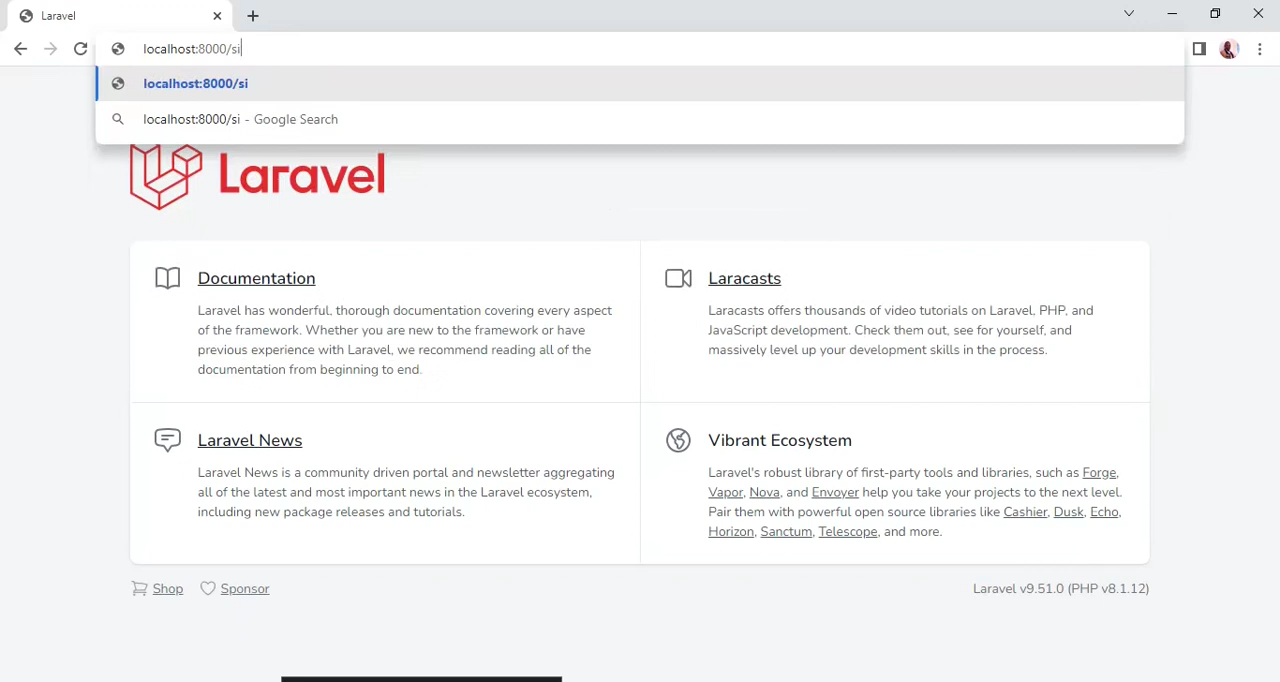 Laravel
localhost:8000/si
localhost:8000/si
localhost:8000/si - Google Search
Laravel
Documentation
Laravel has wonderful, thorough documentation covering every aspect
of the framework. Whether you are new to the framework or have
previous experience with Laravel, we recommend reading all of the
documentation from beginning to end.
Laracasts
Laracasts offers thousands of video tutorials on Laravel, PHP, and
JavaScript development. Check them out, see for yourself, and
massively level up your development skills in the process.
Laravel News
Laravel News is a community driven portal and newsletter aggregating
all of the latest and most important news in the Laravel ecosystem,
including new package releases and tutorials.
Vibrant Ecosystem
Laravel's robust library of first-party tools and libraries, such as Forge,
Vapor, Nova, and Envoyer help you take your projects to the next level.
Pair them with powerful open source libraries like Cashier, Dusk, Echo,
Horizon, Sanctum, Telescope, and more.
Shop Sponsor
Laravel v9.51.0 (PHP v8.1.12)